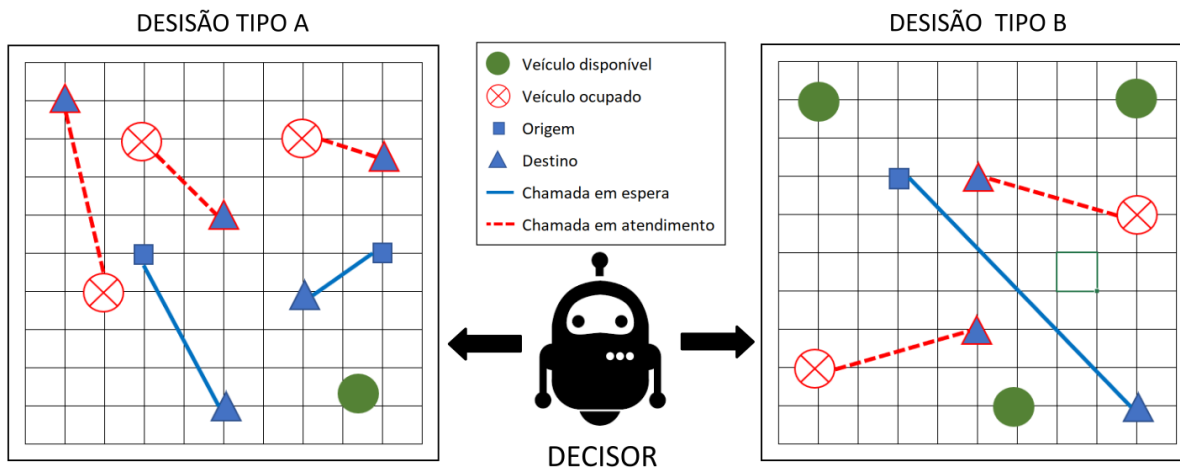 DESISÃO TIPO A
DESISÃO TIPO B
Veículo disponível
Veículo ocupado
Origem
Destino
Chamada em espera
Chamada em atendimento
DECISOR